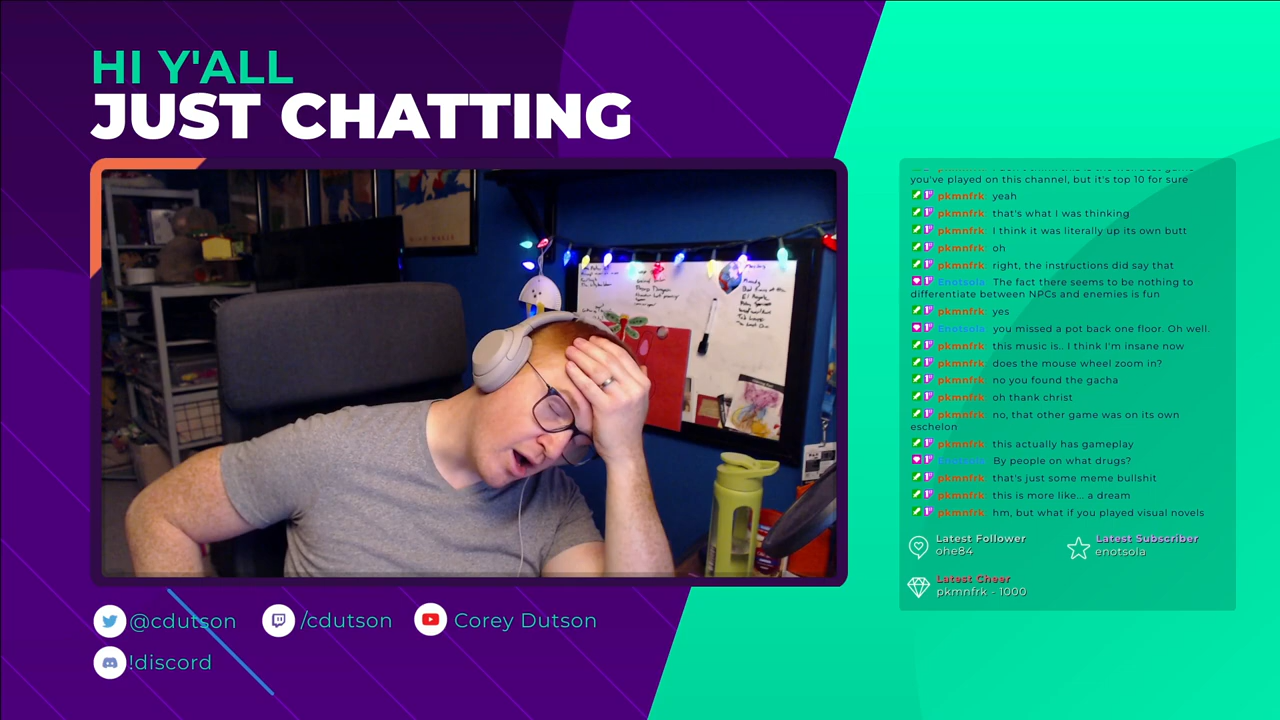 HI Y'ALL
JUST CHATTING
you've played on this channel, but it's top 10 for sure
pkmnfrk yeah
pkmnfrk that's what I was thinking
pkmnfrk I think it was literally up its own butt
pkmnfrk oh
pkmnfrk right, the instructions did say that
Enotsola The fact there seems to be nothing to
differentiate between NPCs and enemies is fun
pkmnfrk yes
Enotsola you missed a pot back one floor. Oh well.
pkmnfrk this music is.. I think I'm insane now
pkmnfrk does the mouse wheel zoom in?
pkmnfrk no you found the gacha
pkmnfrk oh thank christ
pkmnfrk no, that other game was on its own
eschelon
pkmnfrk this actually has gameplay
Enotsola By people on what drugs?
pkmnfrk that's just some meme bullshit
pkmnfrk this is more like... a dream
pkmnfrk hm, but what if you played visual novels
Latest Follower
ohe84
Latest Subscriber
enotsola
Latest Cheer
pkmnfrk - 1000
@cdutson
/cdutson
Corey Dutson
!discord